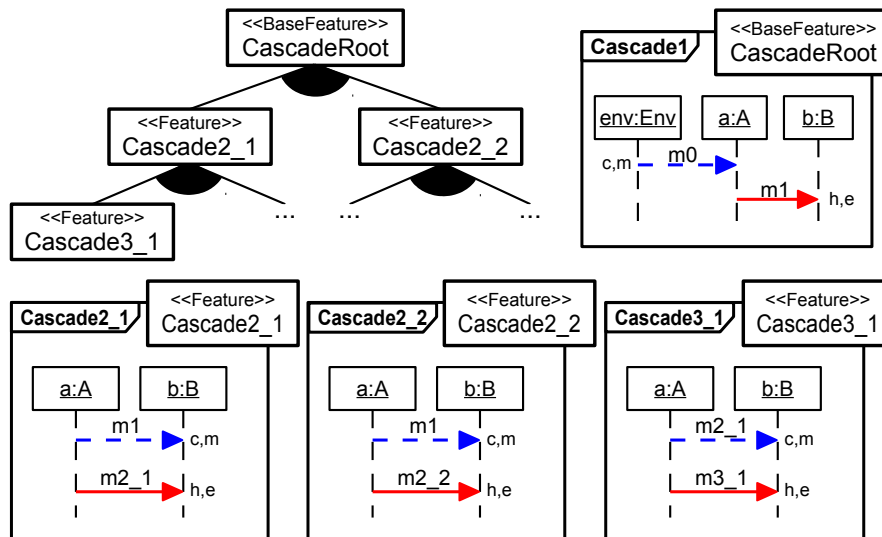 <<BaseFeature>>
CascadeRoot
<<Feature>>
Cascade2_1
<<Feature>>
Cascade2_2
<<Feature>>
Cascade3_1
...
...
...
Cascade1
<<BaseFeature>>
CascadeRoot
env:Env
a:A
b:B
c,m
m0
m1
h,e
Cascade2_1
<<Feature>>
Cascade2_1
a:A
b:B
m1
c,m
m2_1
h,e
Cascade2_2
<<Feature>>
Cascade2_2
a:A
b:B
m1
c,m
m2_2
h,e
Cascade3_1
<<Feature>>
Cascade3_1
a:A
b:B
m2_1
c,m
m3_1
h,e